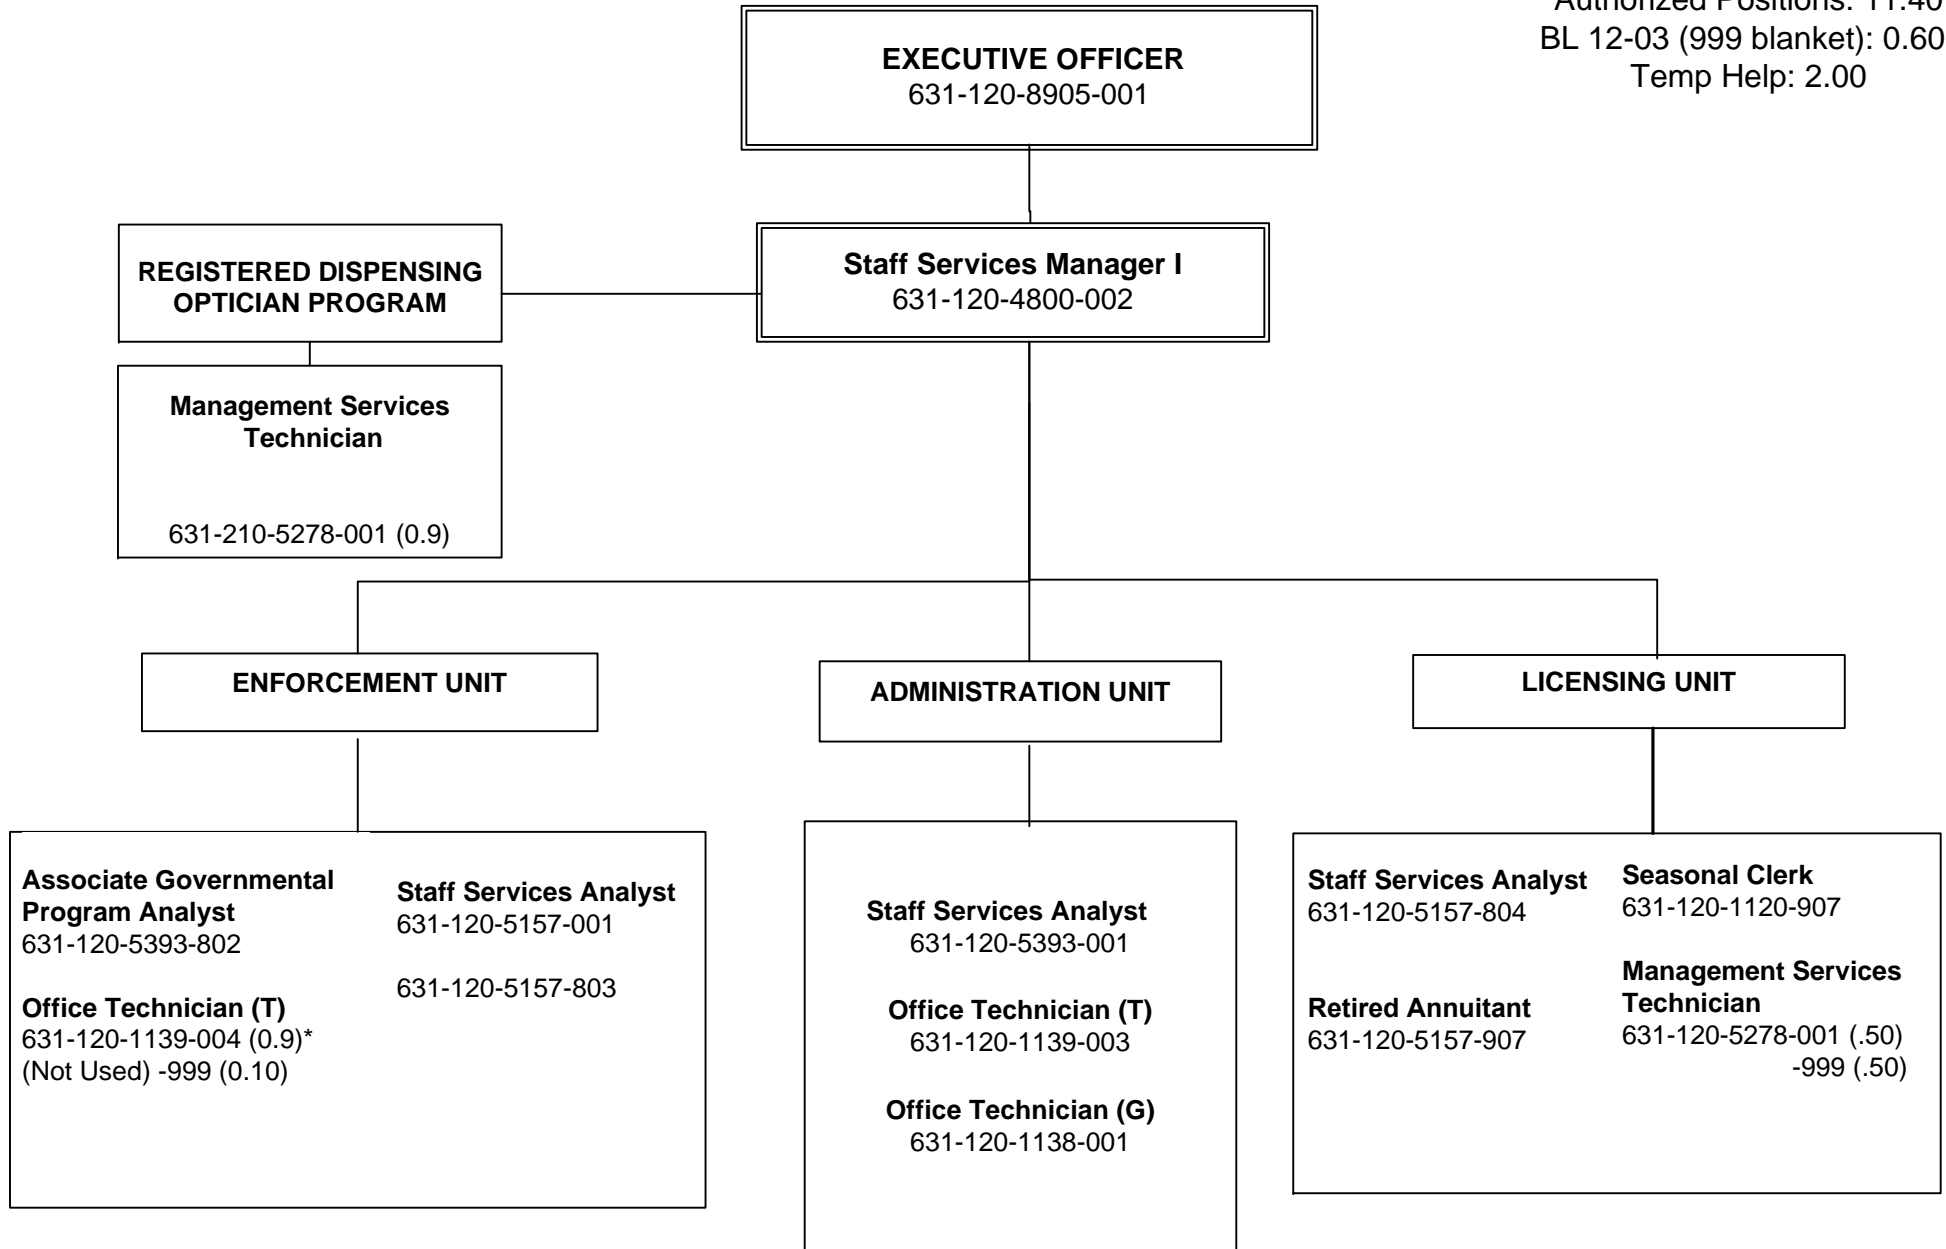 Authorized Positions: 11.40
BL 12-03 (999 blanket): 0.60
Temp Help: 2.00
EXECUTIVE OFFICER
631-120-8905-001
Staff Services Manager I
631-120-4800-002
REGISTERED DISPENSING
OPTICIAN PROGRAM
Management Services
Technician
631-210-5278-001 (0.9)
ENFORCEMENT UNIT
ADMINISTRATION UNIT
LICENSING UNIT
Associate Governmental
Program Analyst
631-120-5393-802
Office Technician (T)
631-120-1139-004 (0.9)*
(Not Used) -999 (0.10)
Staff Services Analyst
631-120-5157-001
631-120-5157-803
Staff Services Analyst
631-120-5393-001
Office Technician (T)
631-120-1139-003
Office Technician (G)
631-120-1138-001
Staff Services Analyst
631-120-5157-804
Retired Annuitant
631-120-5157-907
Seasonal Clerk
631-120-1120-907
Management Services
Technician
631-120-5278-001 (.50)
-999 (.50)